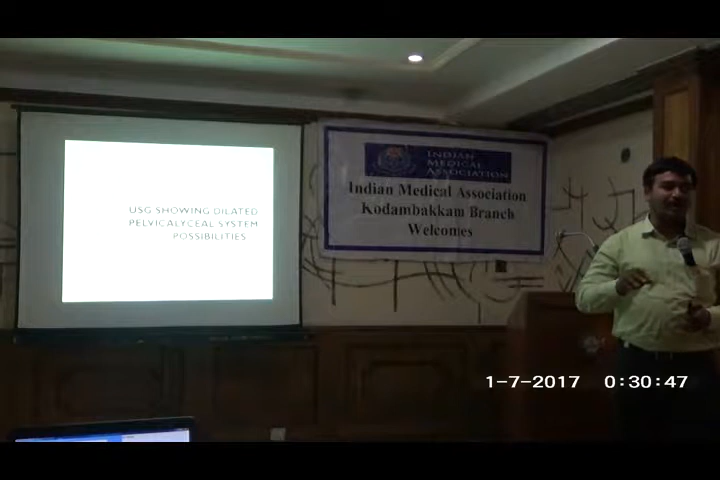 USG SHOWING DILATED
PELVICALYCEAL SYSTEM
POSSIBILITIES
INDIAN
MEDICAL
ASSOCIATION
Indian Medical Association
Kodambakkam Branch
Welcomes
1-7-2017 0:30:47